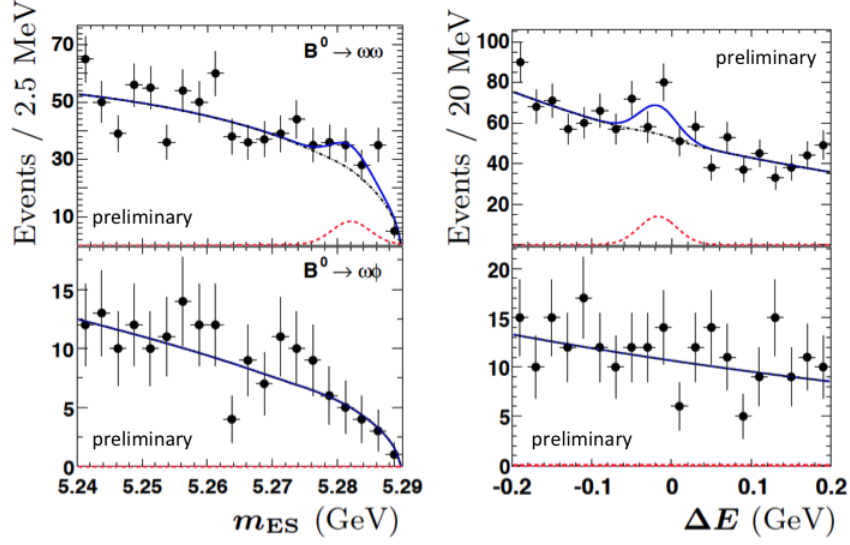 Events / 2.5 MeV
70
50
30
10
B⁰ → ωω
preliminary
Events / 20 MeV
100
80
60
40
20
preliminary
15
10
5
0
B⁰ → ωϕ
preliminary
5.24 5.25 5.26 5.27 5.28 5.29
m_ES (GeV)
20
15
10
5
0
preliminary
-0.2 -0.1 0 0.1 0.2
ΔE (GeV)